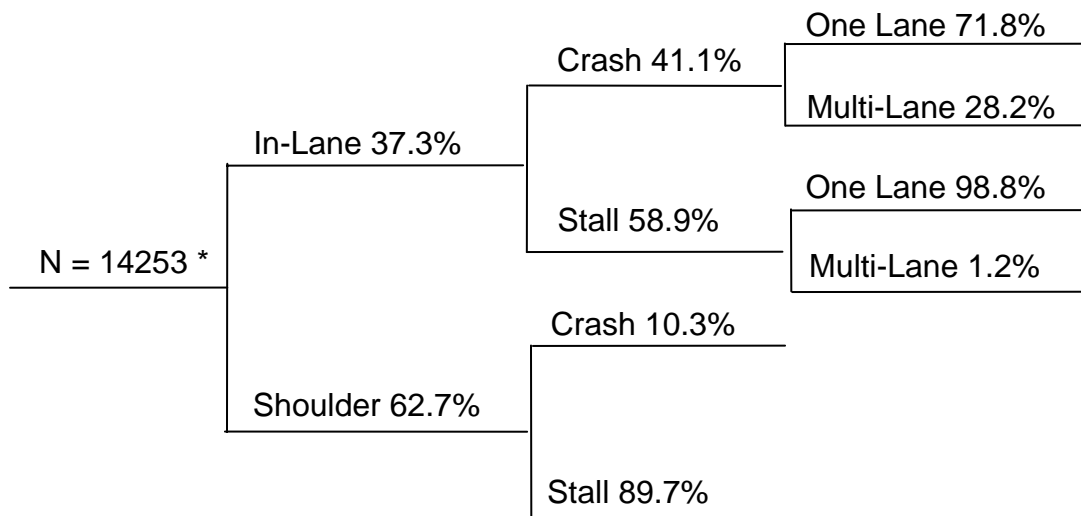 One Lane 71.8%
Crash 41.1%
Multi-Lane 28.2%
In-Lane 37.3%
One Lane 98.8%
Stall 58.9%
N = 14253 *
Multi-Lane 1.2%
Crash 10.3%
Shoulder 62.7%
Stall 89.7%